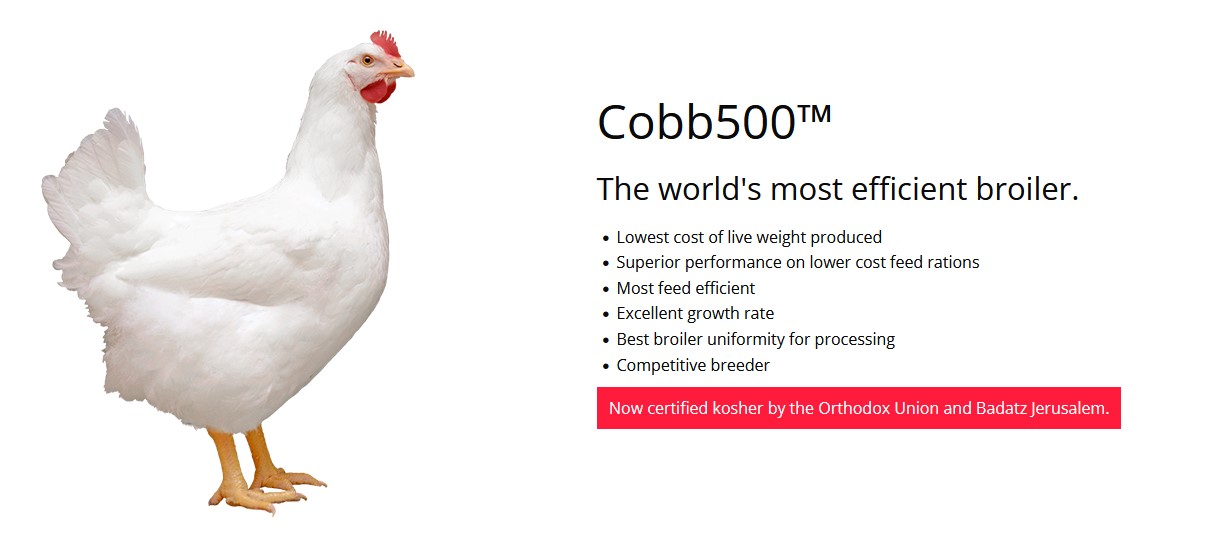 Cobb500™
The world's most efficient broiler.
• Lowest cost of live weight produced
• Superior performance on lower cost feed rations
• Most feed efficient
• Excellent growth rate
• Best broiler uniformity for processing
• Competitive breeder
Now certified kosher by the Orthodox Union and Badatz Jerusalem.